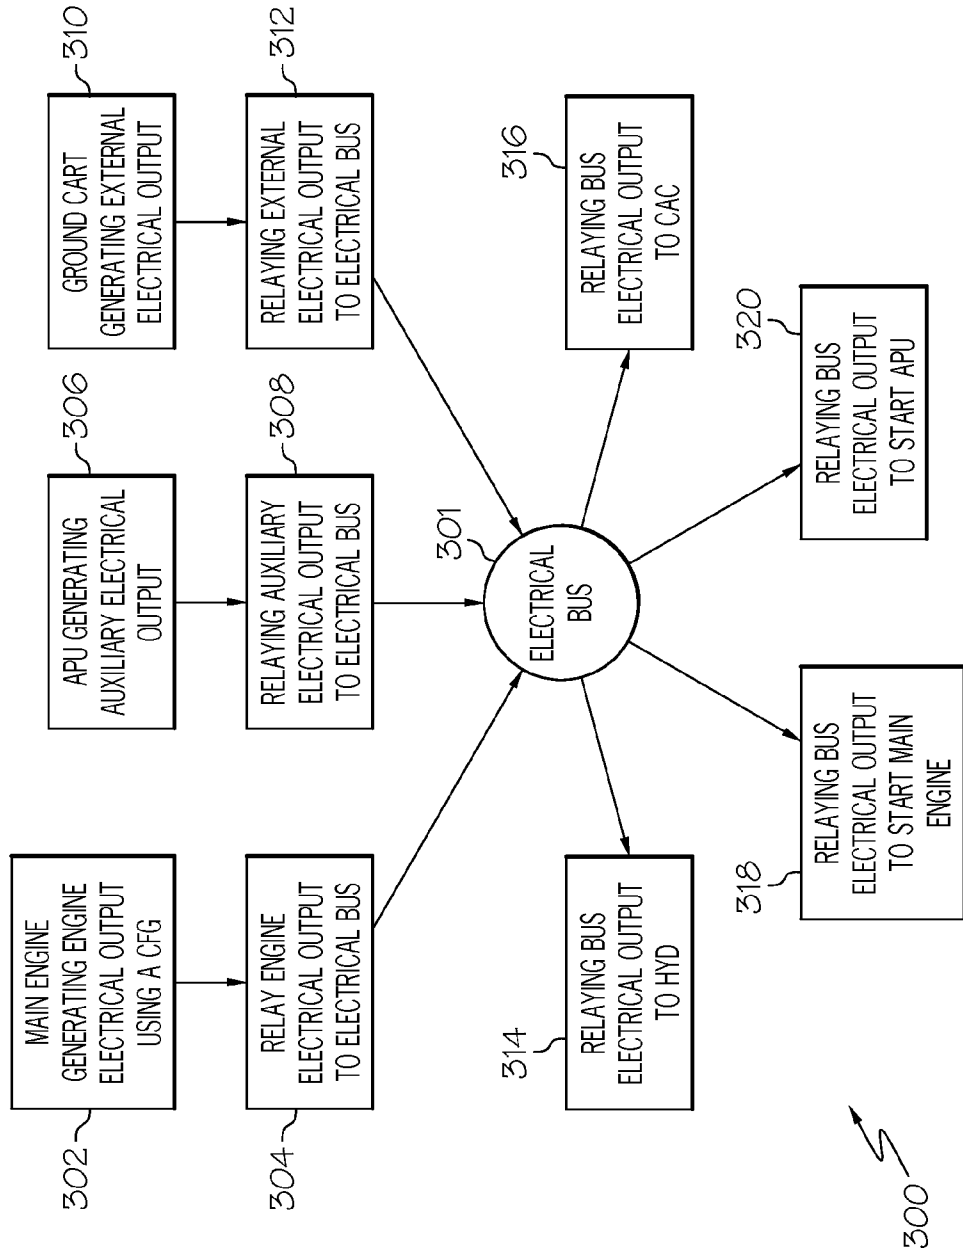 302
MAIN ENGINE
GENERATING ENGINE
ELECTRICAL OUTPUT
USING A CFG
306
APU GENERATING
AUXILIARY ELECTRICAL
OUTPUT
310
GROUND CART
GENERATING EXTERNAL
ELECTRICAL OUTPUT
304
RELAY ENGINE
ELECTRICAL OUTPUT
TO ELECTRICAL BUS
308
RELAYING AUXILIARY
ELECTRICAL OUTPUT
TO ELECTRICAL BUS
312
RELAYING EXTERNAL
ELECTRICAL OUTPUT
TO ELECTRICAL BUS
301
ELECTRICAL
BUS
314
RELAYING BUS
ELECTRICAL OUTPUT
TO HYD
316
RELAYING BUS
ELECTRICAL OUTPUT
TO CAC
318
RELAYING BUS
ELECTRICAL OUTPUT
TO START MAIN
ENGINE
320
RELAYING BUS
ELECTRICAL OUTPUT
TO START APU
300